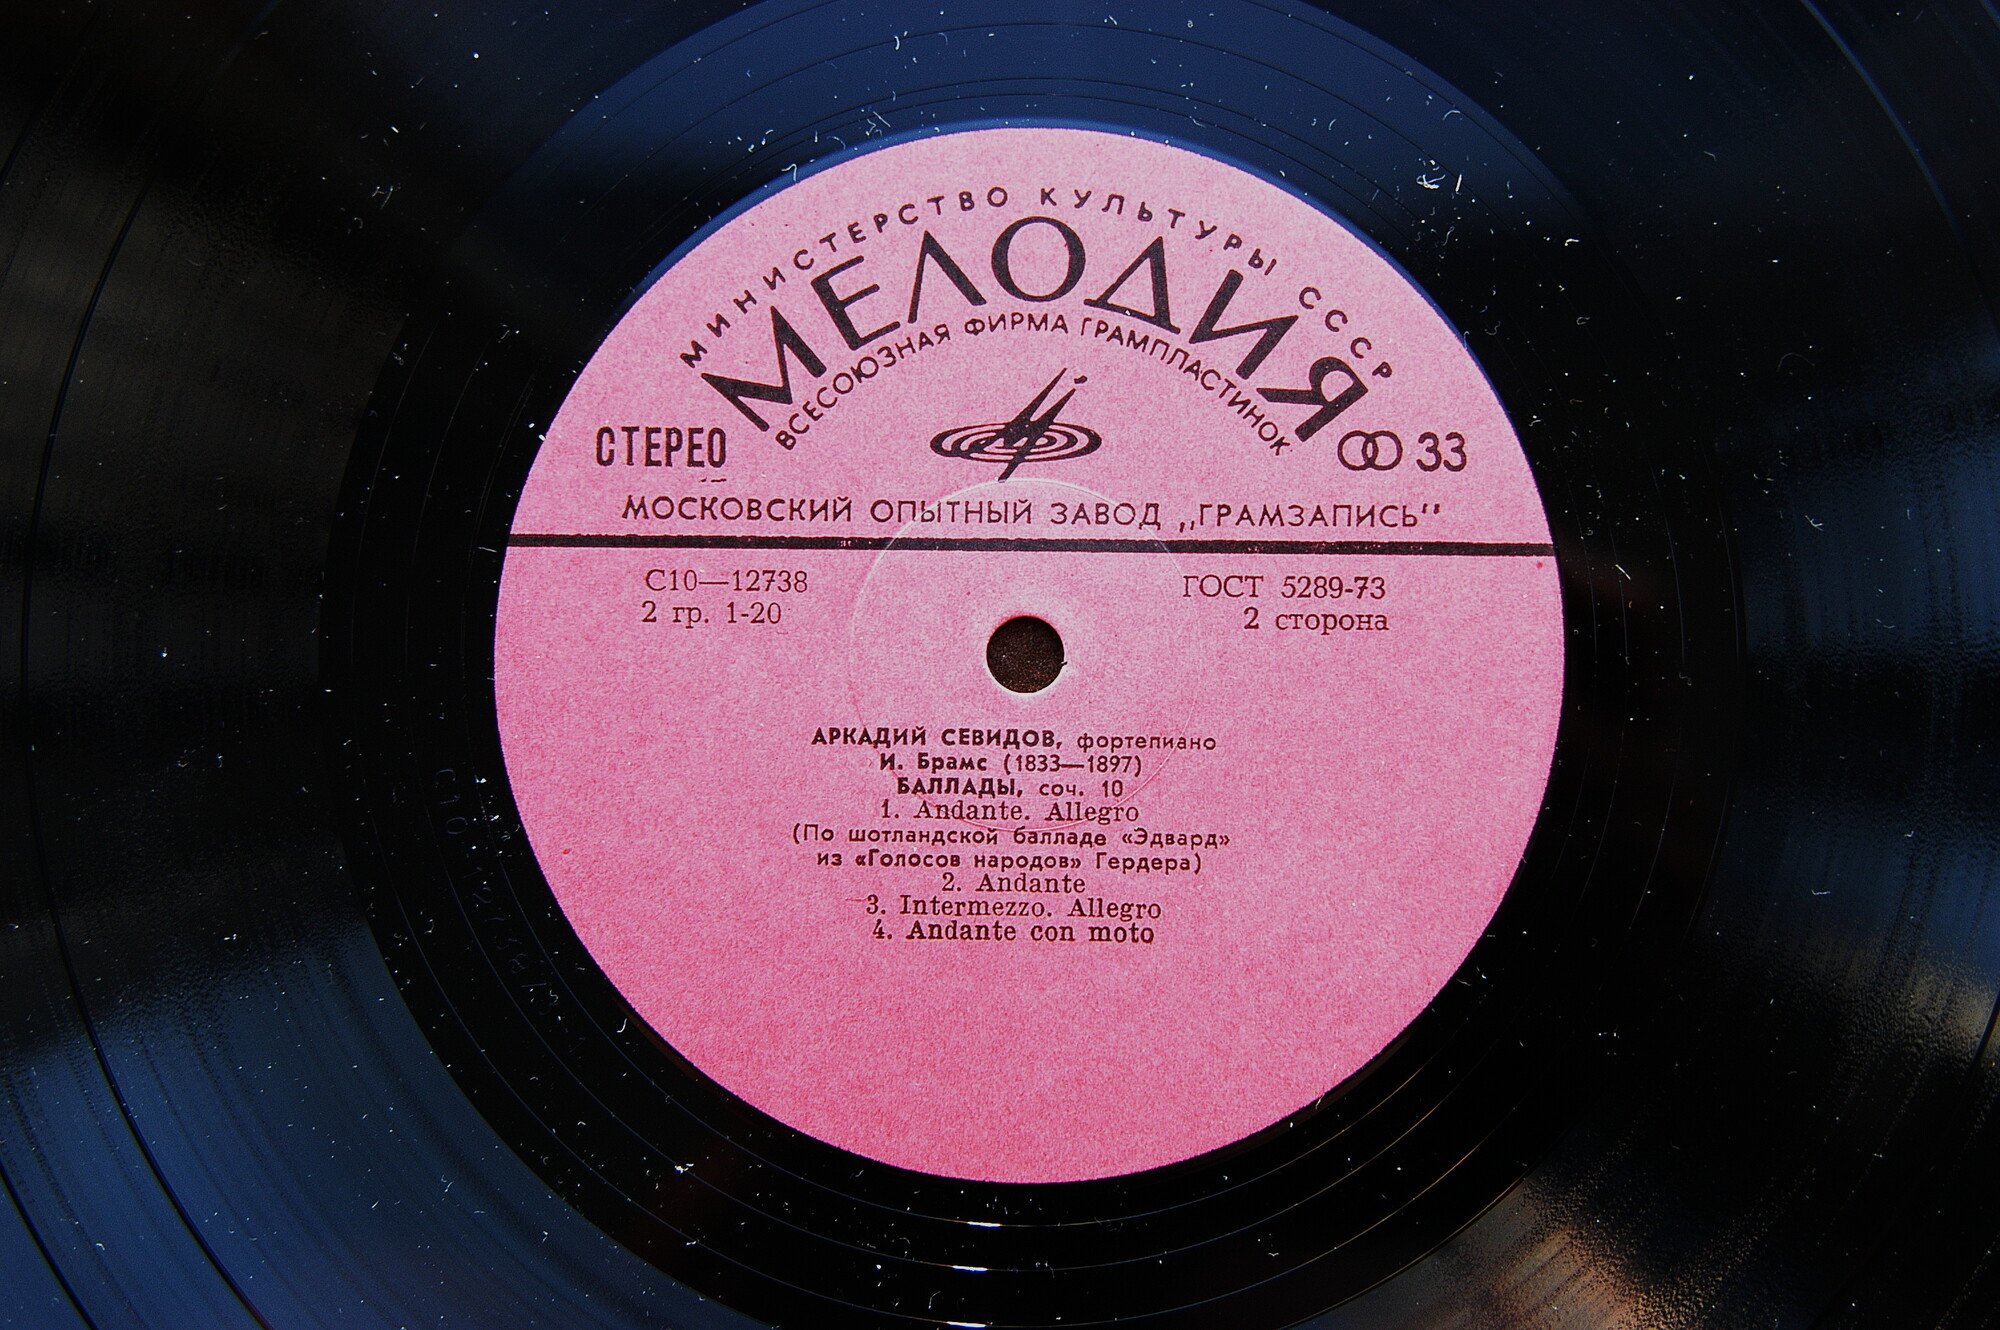 МИНИСТЕРСТВО КУЛЬТУРЫ СССР
МЕЛОДИЯ
ВСЕСОЮЗНАЯ ФИРМА ГРАМПЛАСТИНОК
СТЕРЕО
33
МОСКОВСКИЙ ОПЫТНЫЙ ЗАВОД „ГРАМЗАПИСЬ“
С10—12738
ГОСТ 5289-73
2 гр. 1-20
2 сторона
АРКАДИЙ СЕВИДОВ, фортепиано
И. Брамс (1833—1897)
БАЛЛАДЫ, соч. 10
1. Andante. Allegro
(По шотландской балладе «Эдвард»
из «Голосов народов» Гердера)
2. Andante
3. Intermezzo. Allegro
4. Andante con moto